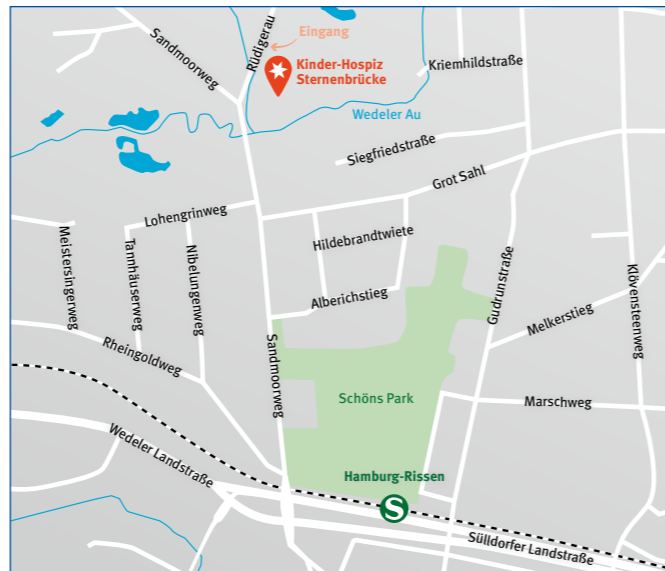 Sandmoorweg
Rüdigerau
Eingang
Kinder-Hospiz
Sternenbrücke
Kriemhildstraße
Wedeler Au
Siegfriedstraße
Grot Sahl
Lohengrinweg
Hildebrandtwiete
Meistersingerweg
Tannhäuserweg
Nibelungenweg
Alberichstieg
Gudrunstraße
Klövensteenweg
Melkerstieg
Rheingoldweg
Sandmoorweg
Schöns Park
Marschweg
Wedeler Landstraße
Hamburg-Rissen
S
Sülldorfer Landstraße